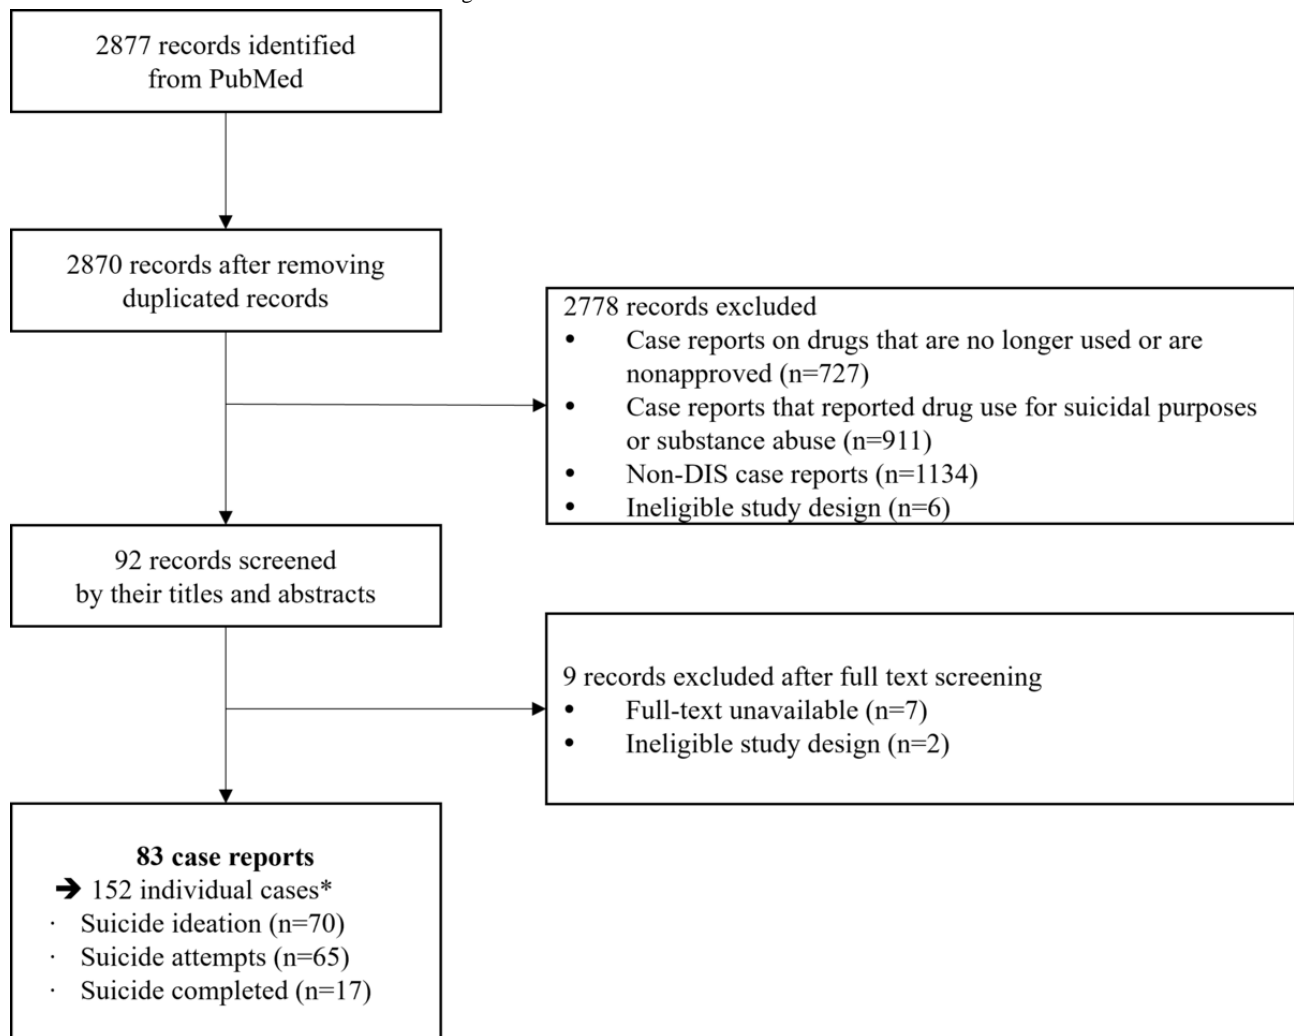 2877 records identified
from PubMed
2870 records after removing
duplicated records
2778 records excluded
• Case reports on drugs that are no longer used or are
nonapproved (n=727)
• Case reports that reported drug use for suicidal purposes
or substance abuse (n=911)
• Non-DIS case reports (n=1134)
• Ineligible study design (n=6)
92 records screened
by their titles and abstracts
9 records excluded after full text screening
• Full-text unavailable (n=7)
• Ineligible study design (n=2)
83 case reports
➔ 152 individual cases*
· Suicide ideation (n=70)
· Suicide attempts (n=65)
· Suicide completed (n=17)